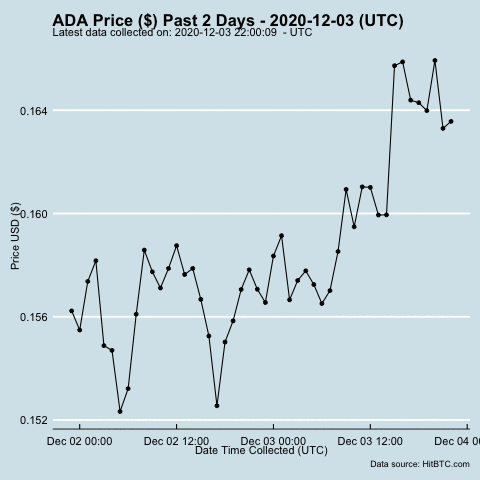 ADA Price ($) Past 2 Days - 2020-12-03 (UTC)
Latest data collected on: 2020-12-03 22:00:09 - UTC
0.164
0.160
0.156
0.152
Price USD ($)
Dec 02 00:00 Dec 02 12:00 Dec 03 00:00 Dec 03 12:00 Dec 04 0
Date Time Collected (UTC)
Data source: HitBTC.com